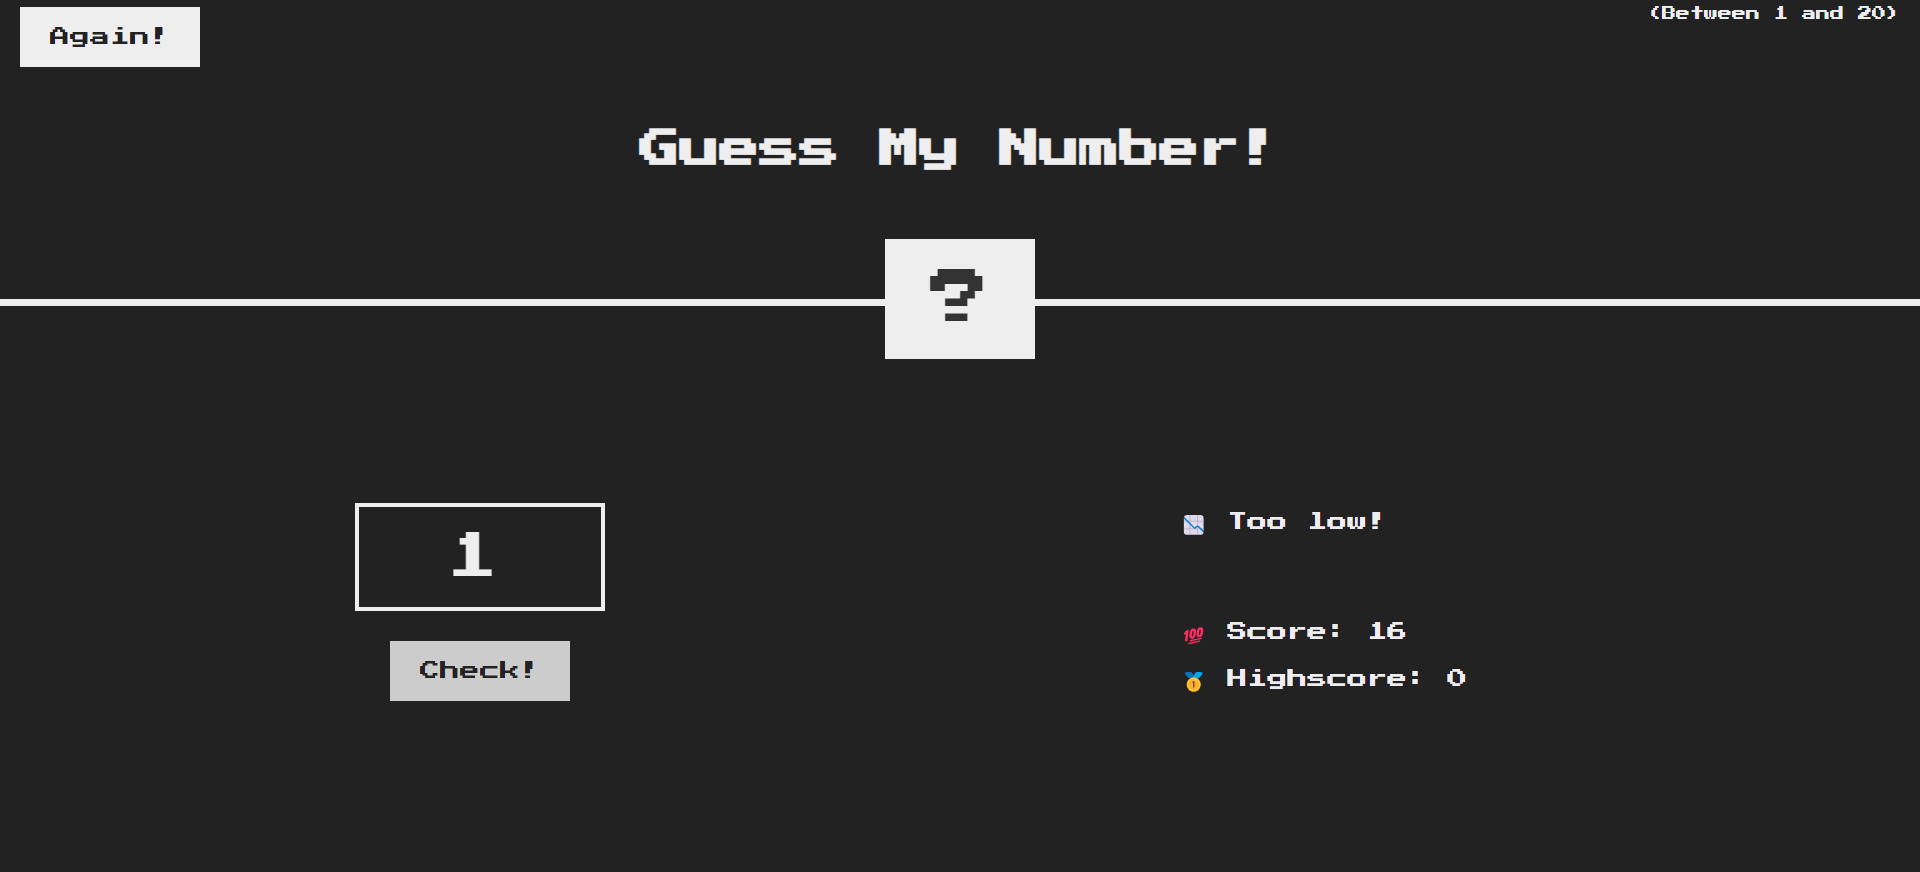 Again!
(Between 1 and 20)
Guess My Number!
?
1
Check!
📉 Too low!
💯 Score: 16
🥇 Highscore: 0